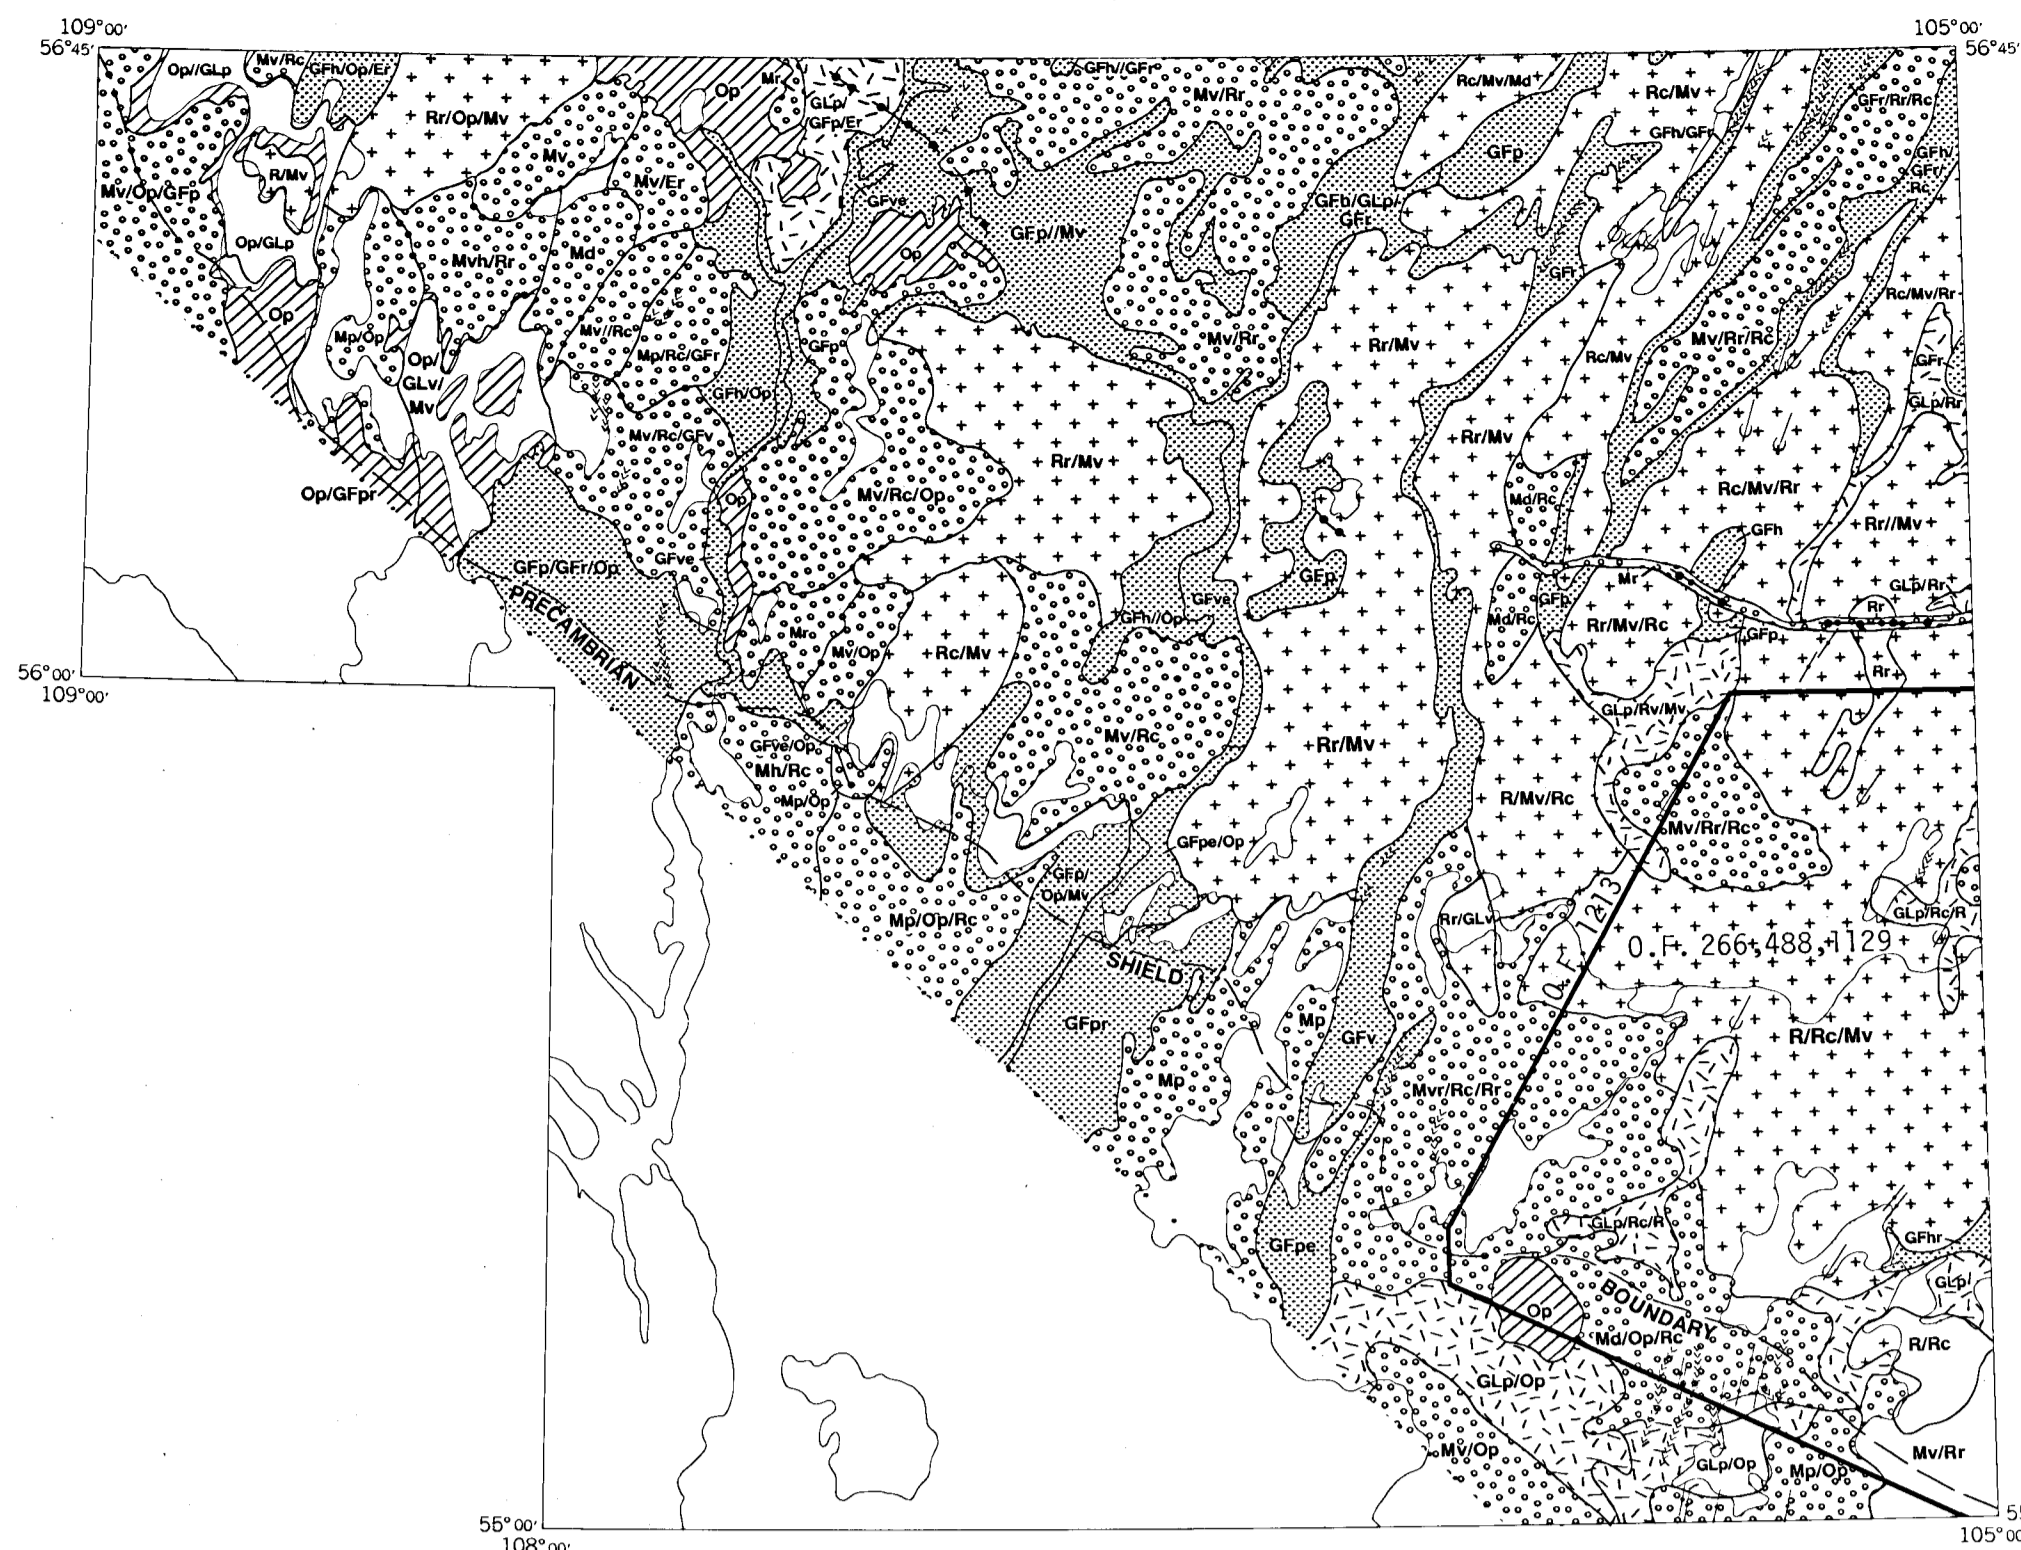 109°00'
105°00'
56°45'
56°45'
Op//GLp
Mv/Rc
GFh/Op/Er
Rr/Op/Mv
Op
Mr
GLp/
GFp/Er
GFh//GFr
Mv/Rr
Rc/Mv/Md
Rc/Mv
GFr/Rr/Rc
GFh/GFr
GFp
GFh/
GFr/
Rc
Mv
R/Mv
Mv/Er
Mv/Op/GFp
GFve
GFh/GLp/
GFr
GFp//Mv
Op/GLp
Md
Mvh/Rr
Op
GFr
Rc/Mv/Rr
Op
Mp/Op
Mv//Rc
Mp/Rc/GFr
GFp
Mv/Rr
Rr/Mv
Rc/Mv
Mv/Rr/Rc
GFr
Op/
GLv/
Mv
GFh/Op
GLp/Rr
Mv/Rc/GFv
Rr/Mv
Rr/Mv
Op/GFpr
Op
Mv/Rc/Op
Md/Rc
Rc/Mv/Rr
GFh
Rr//Mv
GFp/GFr/Op
GFve
GFp
Mr
GLp/Rr
PRECAMBRIAN
GFve
GFp
Rr
GFh//Op
Md/Rc
Rr/Mv/Rc
GFp
Mr
Mv/Op
Rc/Mv
Rr
56°00'
109°00'
GLp/Rv/Mv
GFve/Op
Mv/Rc
Rr/Mv
Mh/Rc
Mp/Op
R/Mv/Rc
Mv/Rr/Rc
GFpe/Op
GFp/
Op/Mv
Mp/Op/Rc
Rr/GLv
O.F. 1213
GLp/Rc/R
O.F. 266,488,1129
SHIELD
GFpr
Mp
GFv
R/Rc/Mv
Mp
Mvr/Rc/Rr
GLp/Rc/R
GFpe
GFhr
GLp/
BOUNDARY
Op
Md/Op/Rc
R/Rc
GLp/Op
Mv/Op
GLp/Op
Mp/Op
Mv/Rr
55°00'
108°00'
105°00